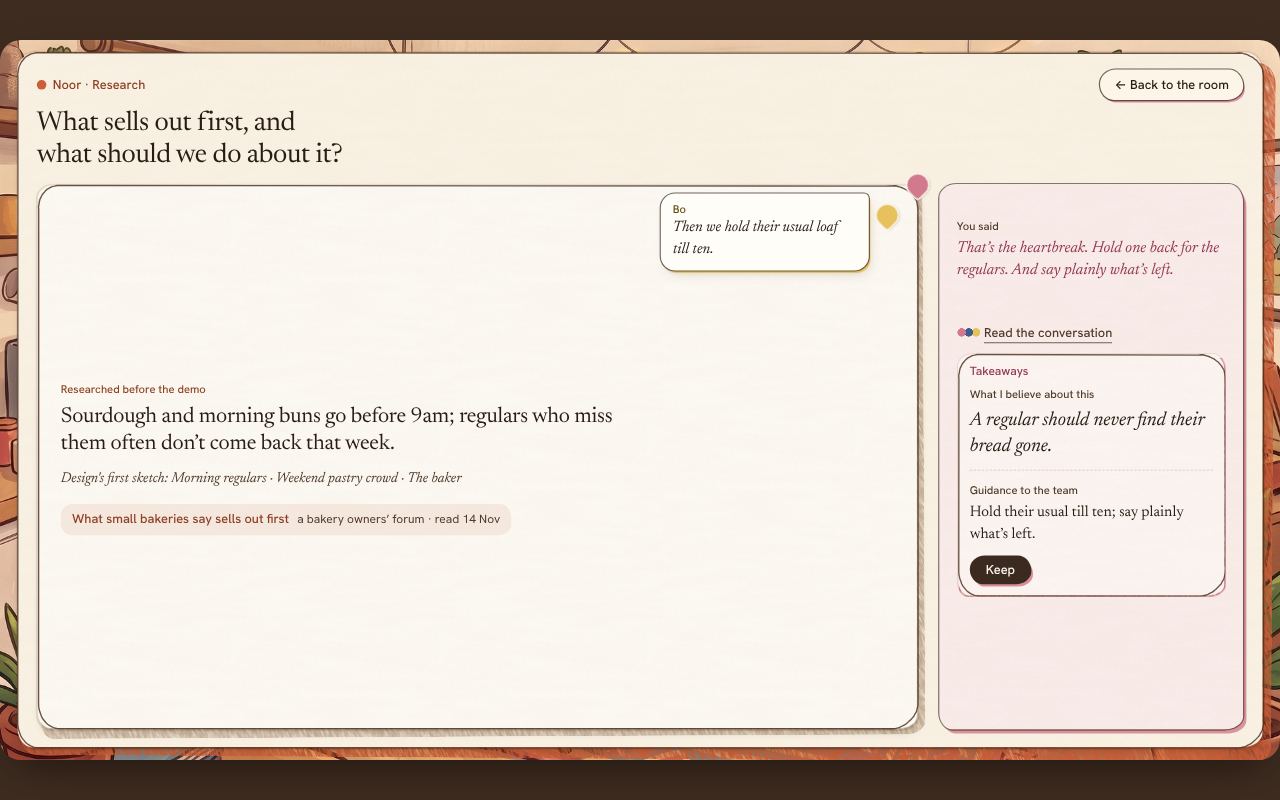 Noor · Research
← Back to the room
What sells out first, and
what should we do about it?
Bo
Then we hold their usual loaf
till ten.
Researched before the demo
Sourdough and morning buns go before 9am; regulars who miss
them often don’t come back that week.
Design’s first sketch: Morning regulars · Weekend pastry crowd · The baker
What small bakeries say sells out first a bakery owners’ forum · read 14 Nov
You said
That’s the heartbreak. Hold one back for the
regulars. And say plainly what’s left.
Read the conversation
Takeaways
What I believe about this
A regular should never find their
bread gone.
Guidance to the team
Hold their usual till ten; say plainly
what’s left.
Keep